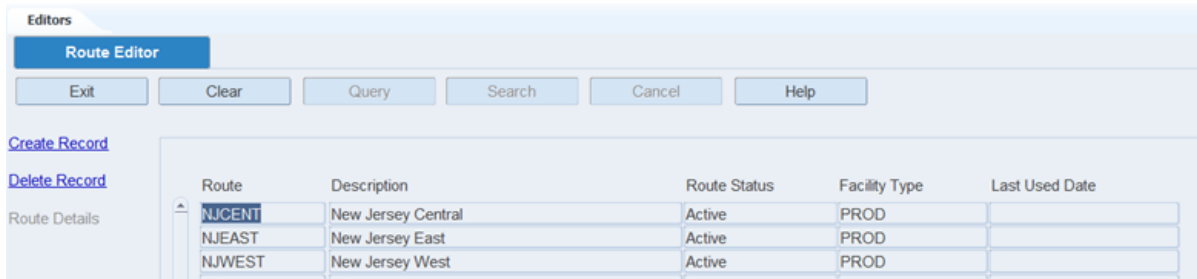 Editors
Route Editor
Exit Clear Query Search Cancel Help
Create Record
Delete Record
Route Details
Route Description Route Status Facility Type Last Used Date
NJCENT New Jersey Central Active PROD
NJEAST New Jersey East Active PROD
NJWEST New Jersey West Active PROD